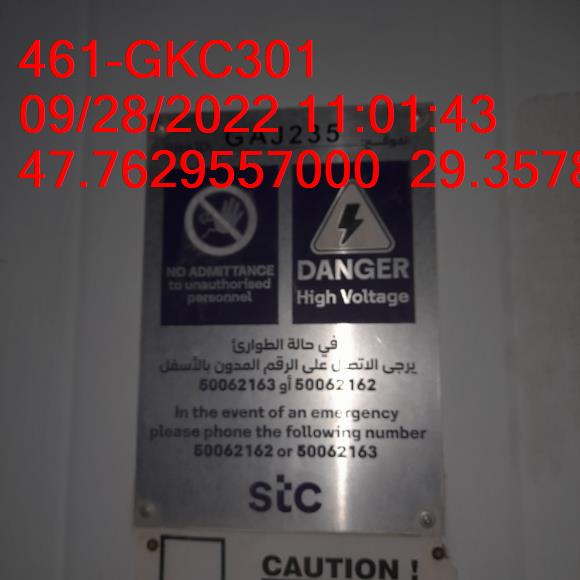 461-GKC301
09/28/2022 11:01:43
GAJ235 الموقع:
47.7629557000 29.3578
NO ADMITTANCE
to unauthorised
personnel
DANGER
High Voltage
في حالة الطوارئ
يرجى الاتصال على الرقم المدون بالأسفل
50062162 أو 50062163
In the event of an emergency
please phone the following number
50062162 or 50062163
stc
CAUTION !